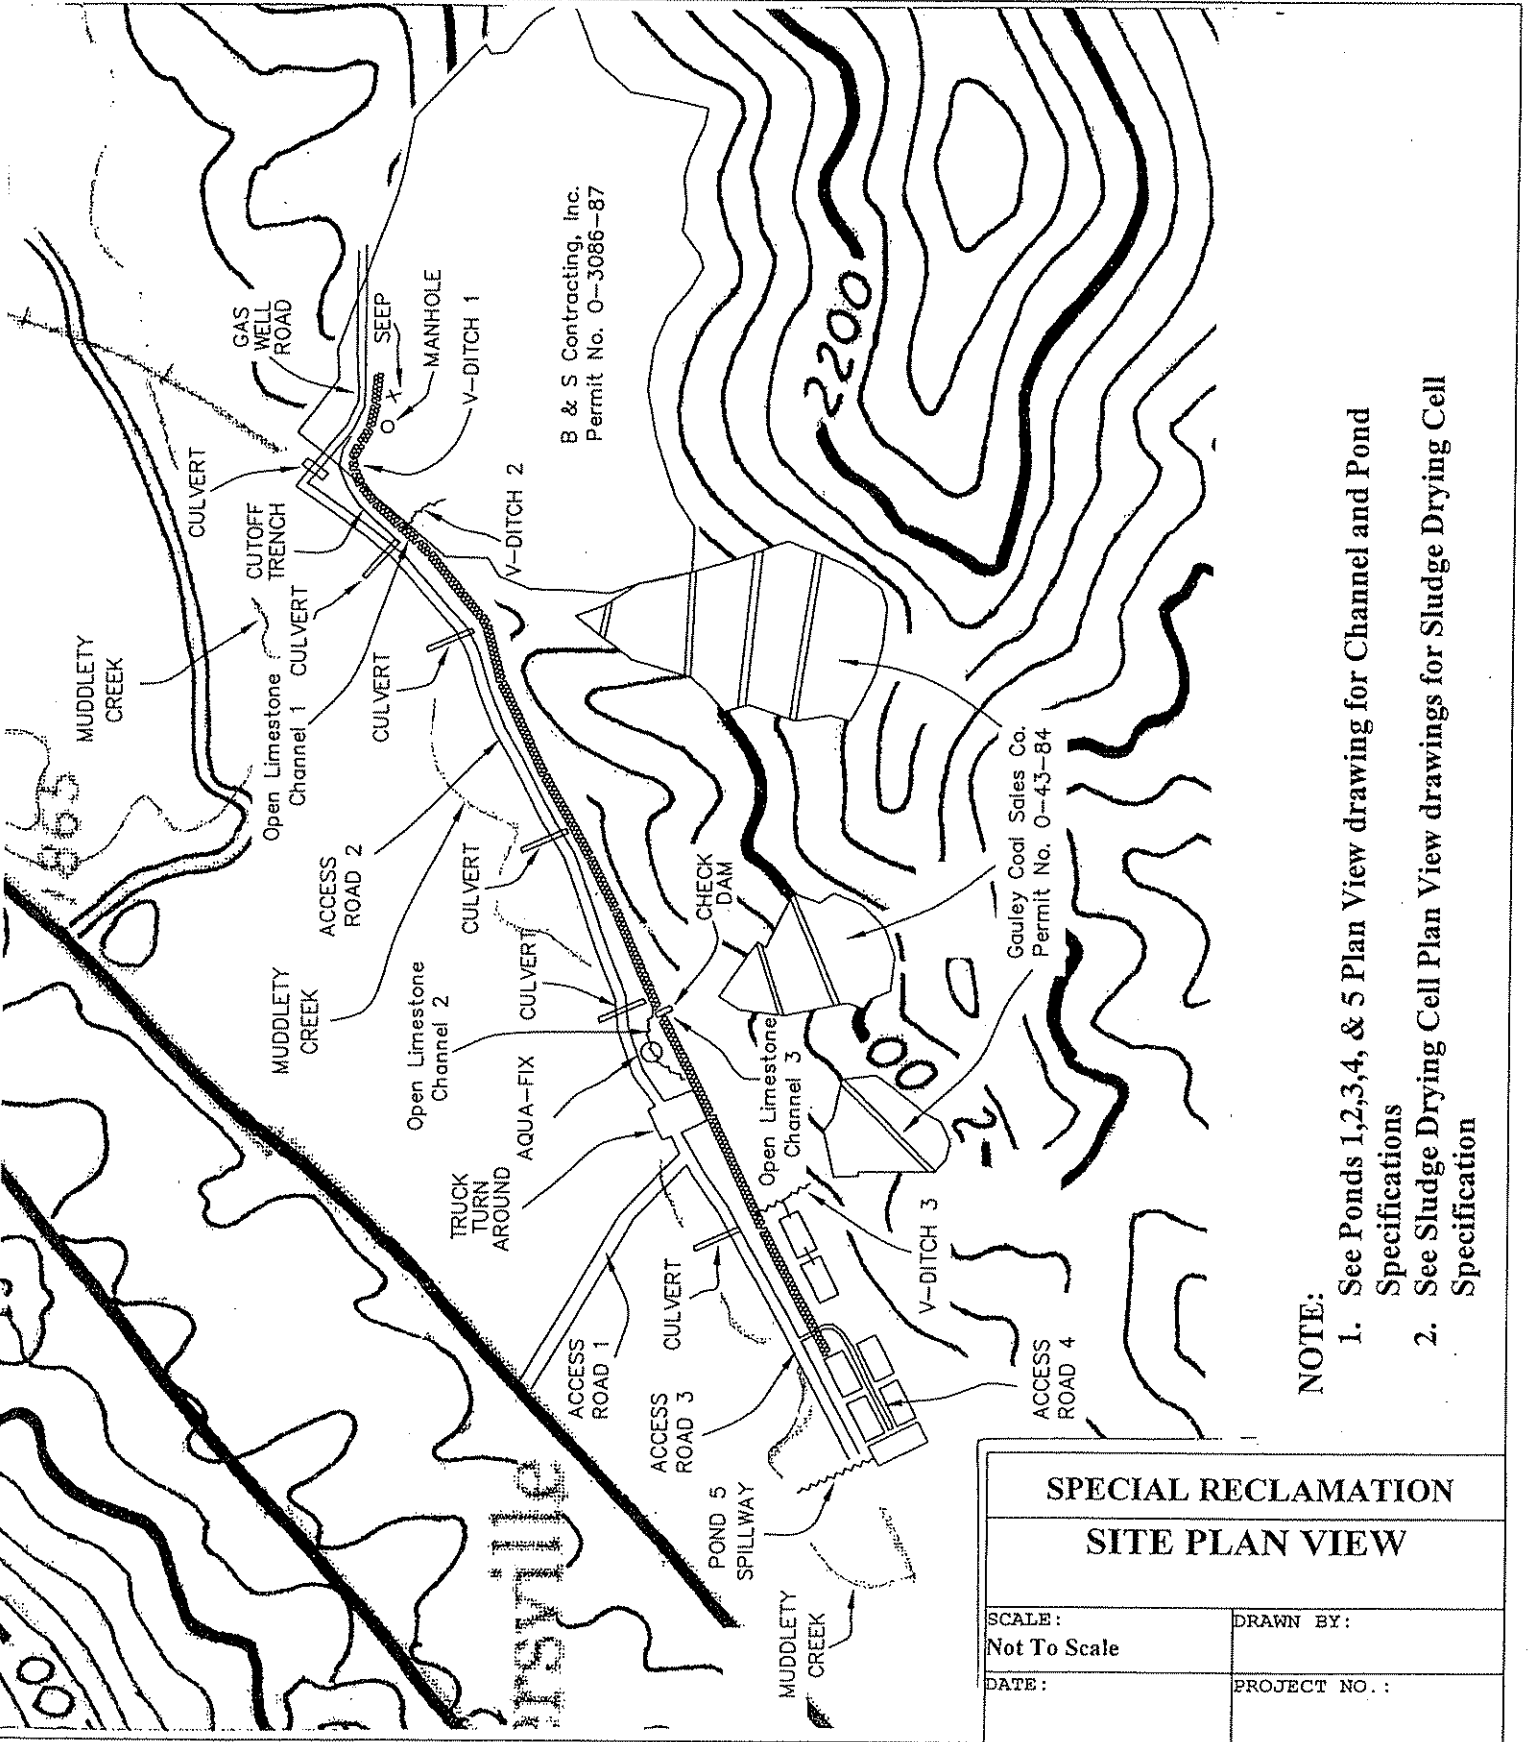 MUDDLETY
CREEK
1865
CULVERT
GAS
WELL
ROAD
SEEP
MANHOLE
V-DITCH 1
CUTOFF
TRENCH
CULVERT
V-DITCH 2
B & S Contracting, Inc.
Permit No. O-3086-87
2200
Open Limestone
Channel 1
CULVERT
ACCESS
ROAD 2
MUDDLETY
CREEK
CULVERT
CULVERT
Open Limestone
Channel 2
AQUA-FIX
CHECK
DAM
Open Limestone
Channel 3
Gauley Coal Sales Co.
Permit No. O-43-84
TRUCK
TURN
AROUND
CULVERT
V-DITCH 3
ACCESS
ROAD 1
ACCESS
ROAD 3
ACCESS
ROAD 4
POND 5
SPILLWAY
MUDDLETY
CREEK
NOTE:
1. See Ponds 1,2,3,4, & 5 Plan View drawing for Channel and Pond
Specifications
2. See Sludge Drying Cell Plan View drawings for Sludge Drying Cell
Specification
SPECIAL RECLAMATION
SITE PLAN VIEW
SCALE:
Not To Scale
DRAWN BY:
DATE:
PROJECT NO.: